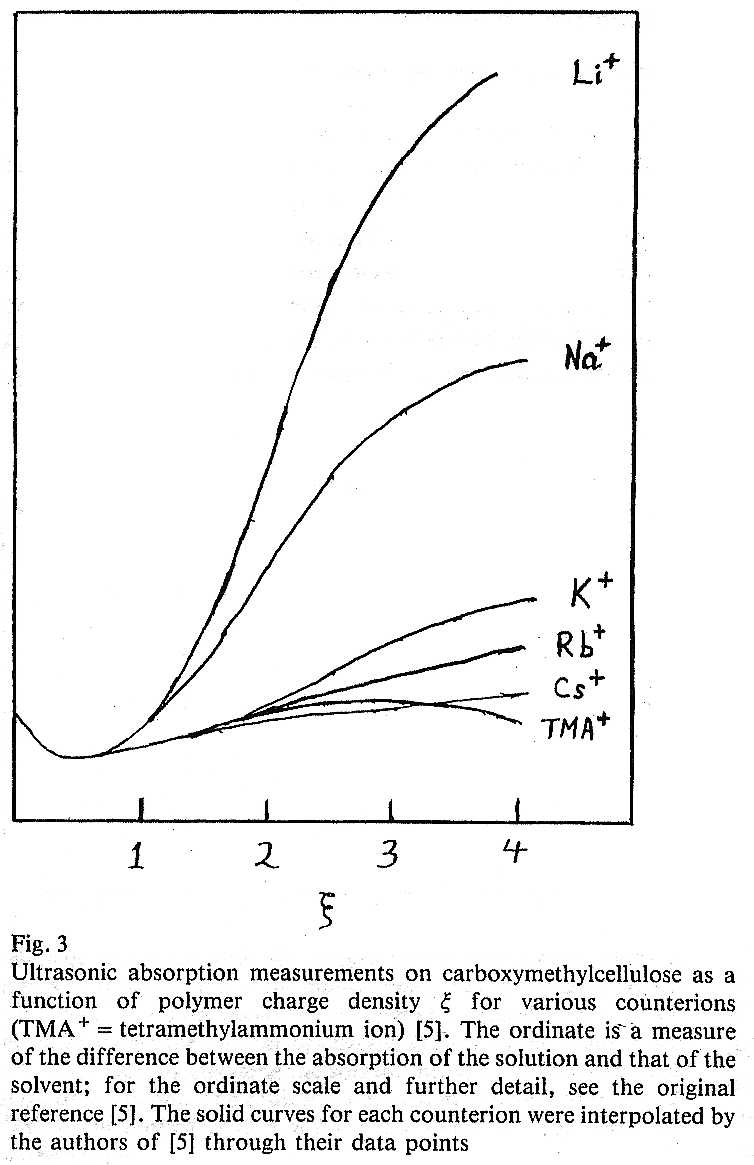 Li+
Na+
K+
Rb+
Cs+
TMA+
1 2 3 4
ξ
Fig. 3
Ultrasonic absorption measurements on carboxymethylcellulose as a
function of polymer charge density ξ for various counterions
(TMA+ = tetramethylammonium ion) [5]. The ordinate is a measure
of the difference between the absorption of the solution and that of the
solvent; for the ordinate scale and further detail, see the original
reference [5]. The solid curves for each counterion were interpolated by
the authors of [5] through their data points